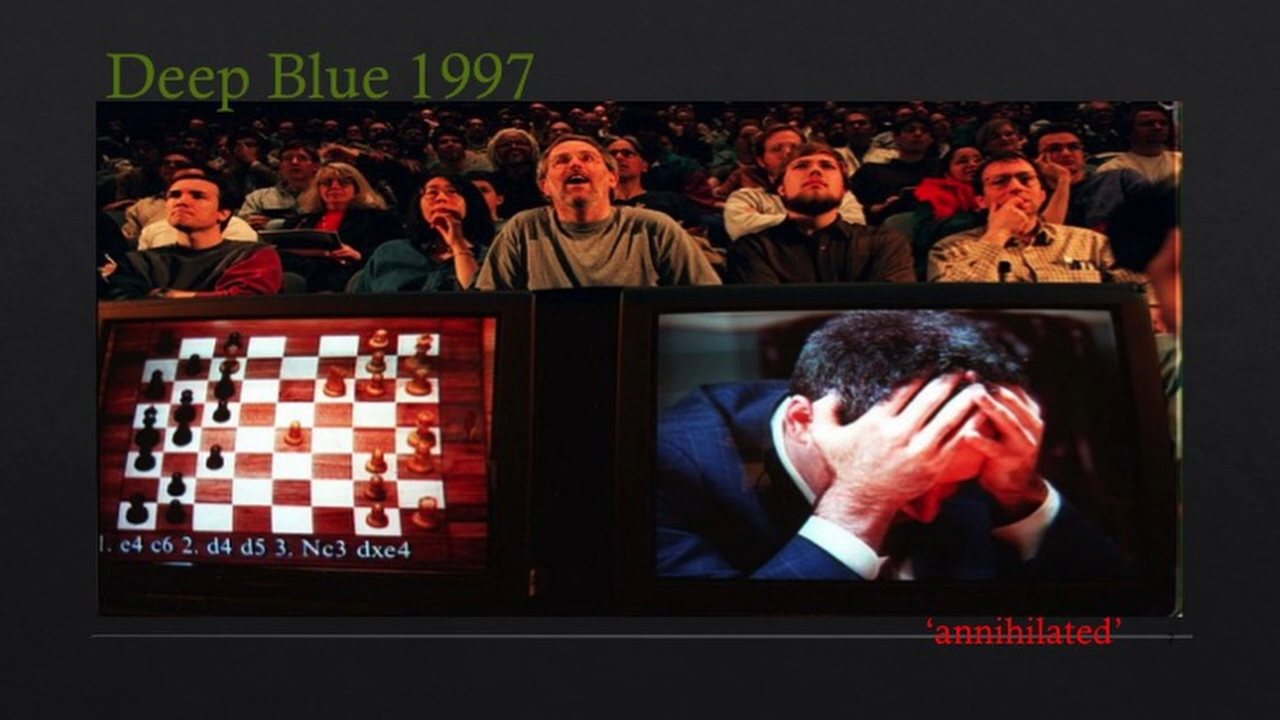 Deep Blue 1997
1. e4 c6 2. d4 d5 3. Nc3 dxe4
‘annihilated’